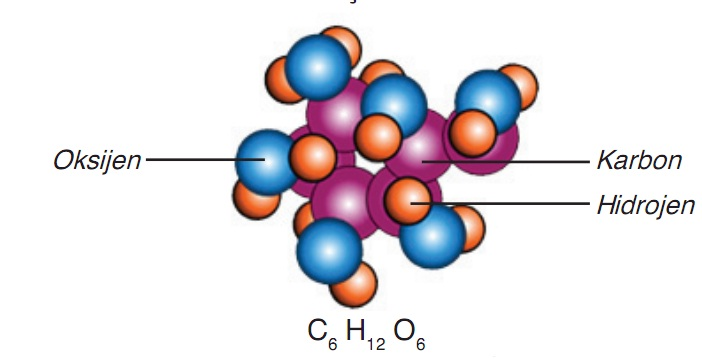 Oksijen
Karbon
Hidrojen
C6 H12 O6